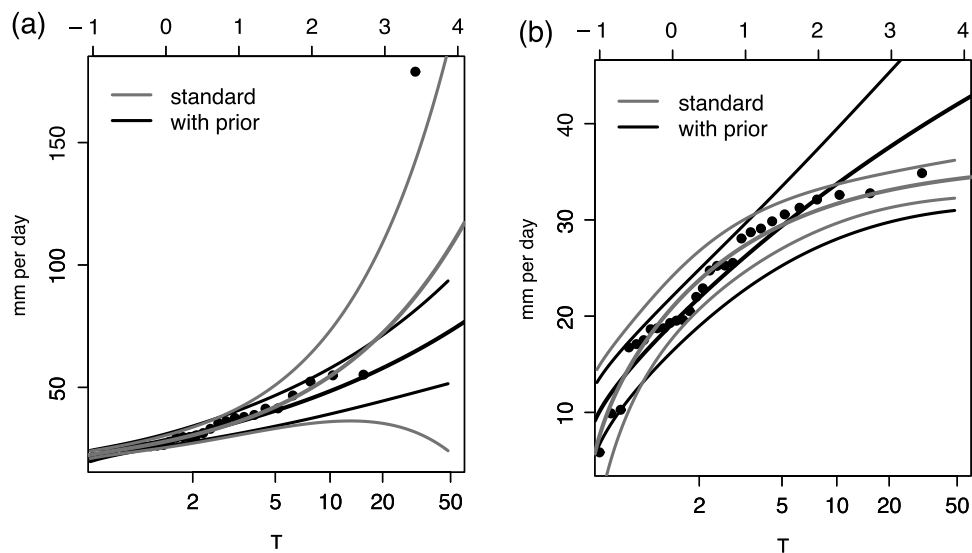 (a)
− 1 0 1 2 3 4
standard
with prior
mm per day
50 100 150
2 5 10 20 50
T
(b)
− 1 0 1 2 3 4
standard
with prior
mm per day
10 20 30 40
2 5 10 20 50
T